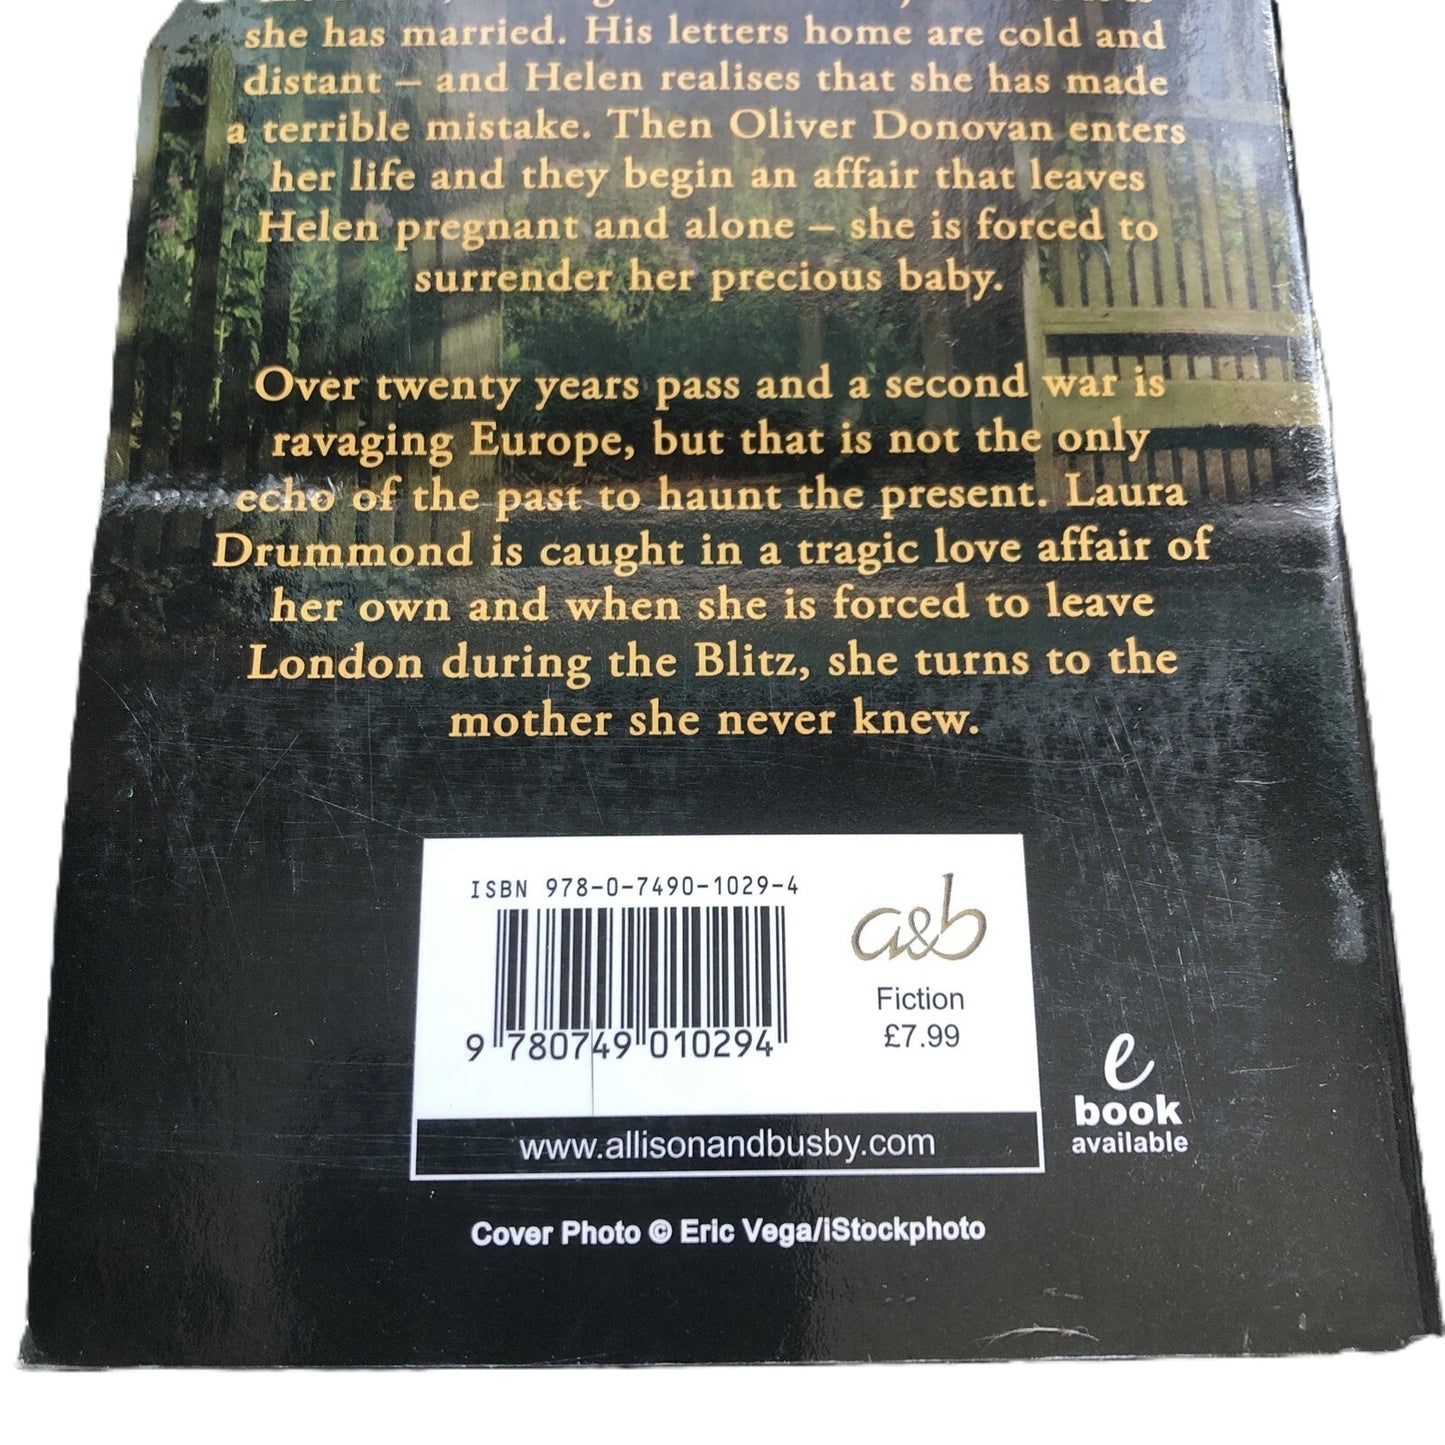 she has married. His letters home are cold and
distant – and Helen realises that she has made
a terrible mistake. Then Oliver Donovan enters
her life and they begin an affair that leaves
Helen pregnant and alone – she is forced to
surrender her precious baby.
Over twenty years pass and a second war is
ravaging Europe, but that is not the only
echo of the past to haunt the present. Laura
Drummond is caught in a tragic love affair of
her own and when she is forced to leave
London during the Blitz, she turns to the
mother she never knew.
ISBN 978-0-7490-1029-4
9 780749 010294
a&b
Fiction
£7.99
www.allisonandbusby.com
e
book
available
Cover Photo © Eric Vega/iStockphoto